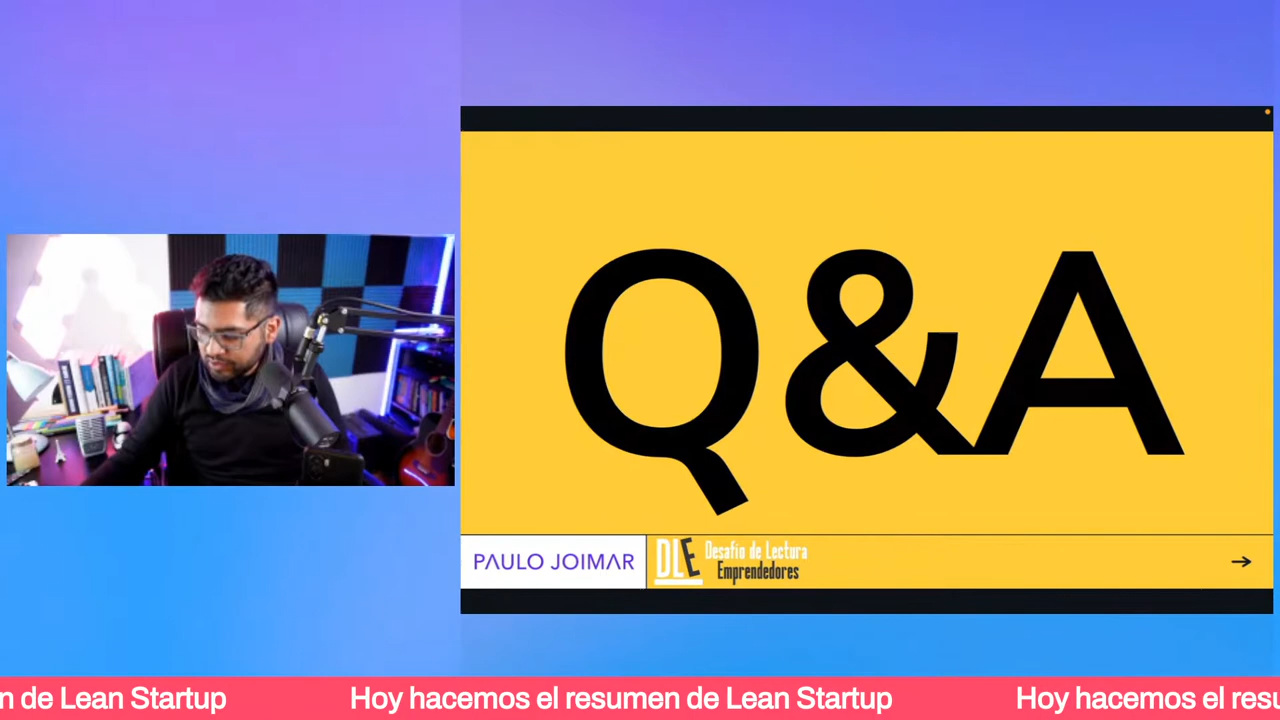 Q&A
PAULO JOIMAR
DLE
Desafío de Lectura
Emprendedores
n de Lean Startup
Hoy hacemos el resumen de Lean Startup
Hoy hacemos el resu